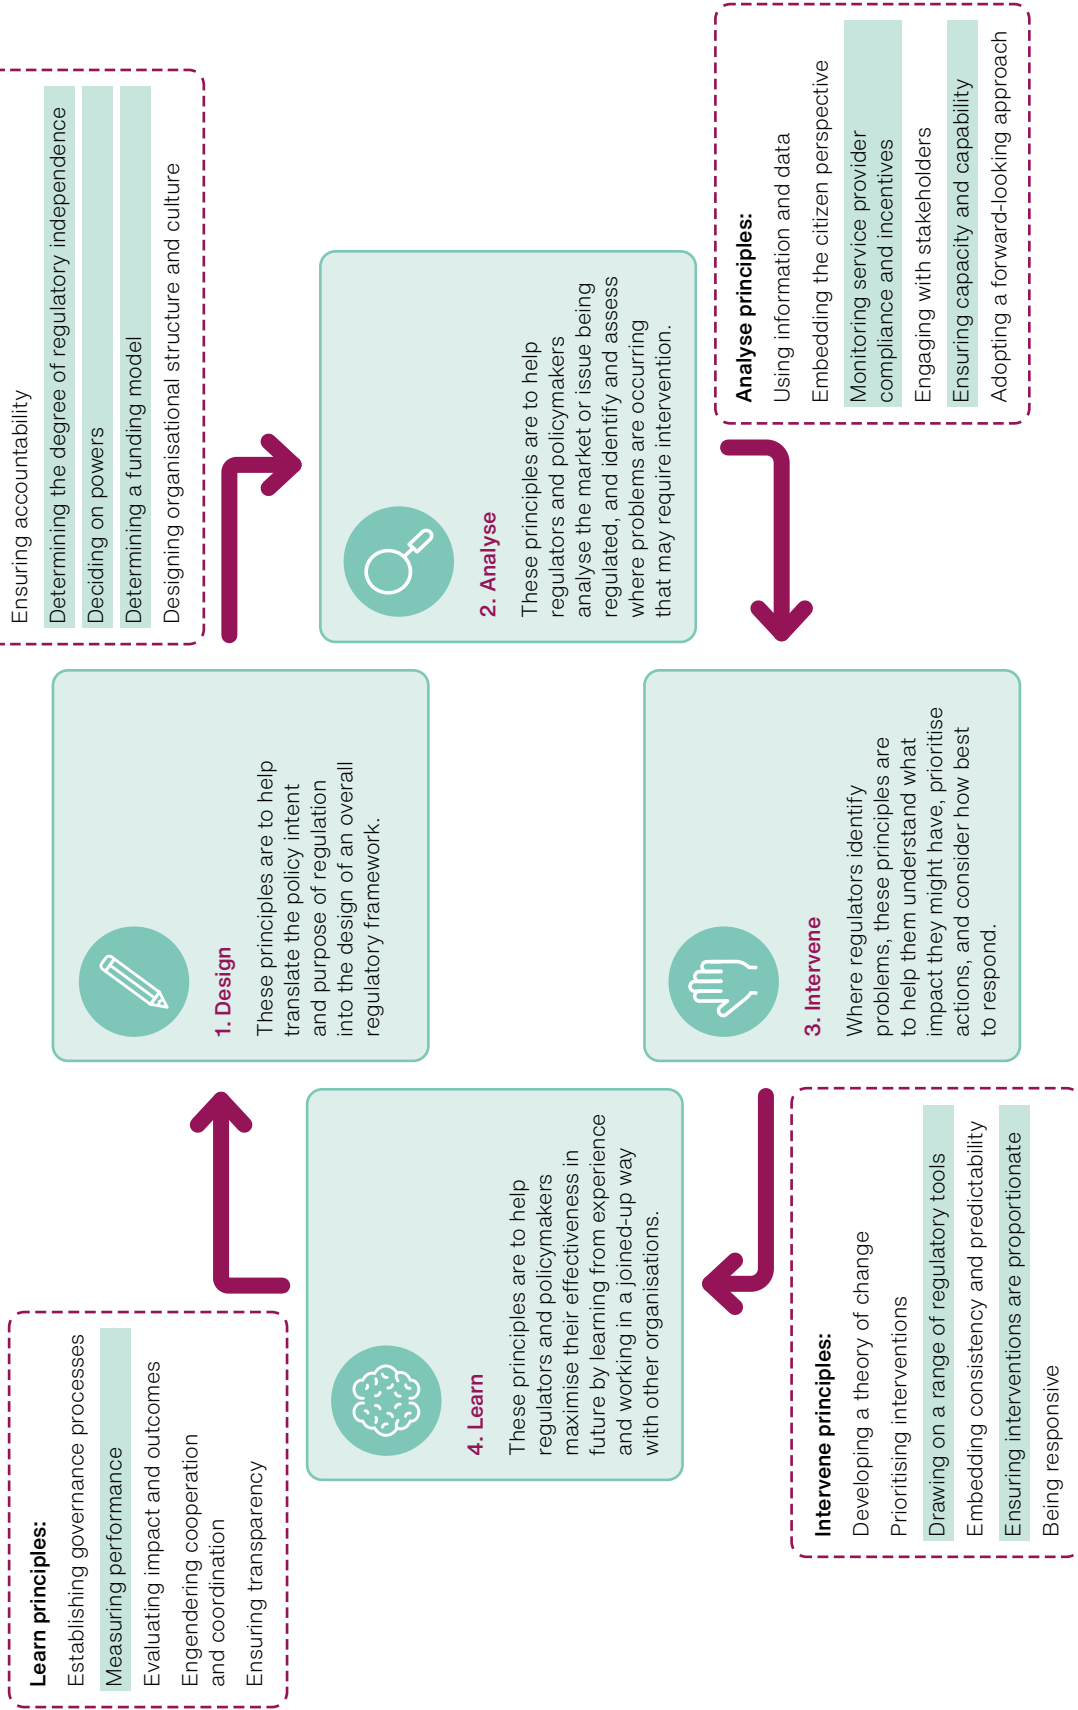 Ensuring accountability
Determining the degree of regulatory independence
Deciding on powers
Determining a funding model
Designing organisational structure and culture
1. Design
These principles are to help
translate the policy intent
and purpose of regulation
into the design of an overall
regulatory framework.
2. Analyse
These principles are to help
regulators and policymakers
analyse the market or issue being
regulated, and identify and assess
where problems are occurring
that may require intervention.
Analyse principles:
Using information and data
Embedding the citizen perspective
Monitoring service provider
compliance and incentives
Engaging with stakeholders
Ensuring capacity and capability
Adopting a forward-looking approach
3. Intervene
Where regulators identify
problems, these principles are
to help them understand what
impact they might have, prioritise
actions, and consider how best
to respond.
Intervene principles:
Developing a theory of change
Prioritising interventions
Drawing on a range of regulatory tools
Embedding consistency and predictability
Ensuring interventions are proportionate
Being responsive
4. Learn
These principles are to help
regulators and policymakers
maximise their effectiveness in
future by learning from experience
and working in a joined-up way
with other organisations.
Learn principles:
Establishing governance processes
Measuring performance
Evaluating impact and outcomes
Engendering cooperation
and coordination
Ensuring transparency